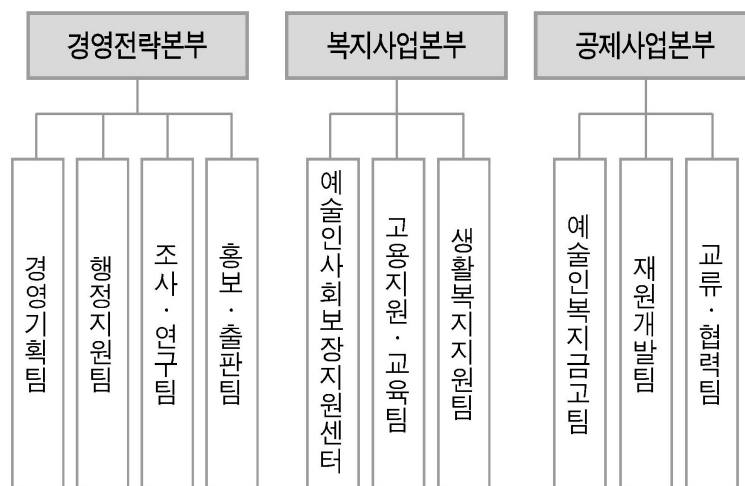 경영전략본부
복지사업본부
공제사업본부
경영기획팀
행정지원팀
조사·연구팀
홍보·출판팀
예술인사회보장지원센터
고용지원·교육팀
생활복지지원팀
예술인복지금고팀
재원개발팀
교류·협력팀